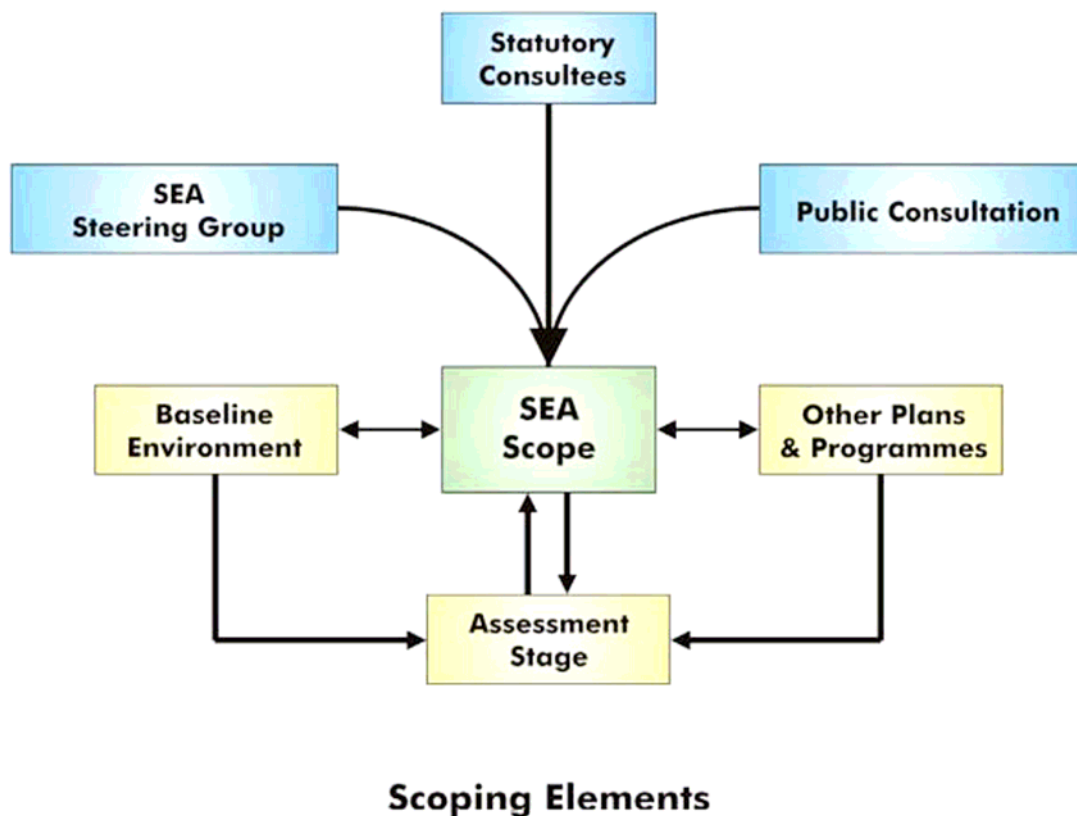 Statutory
Consultees
SEA
Steering Group
Public Consultation
Baseline
Environment
SEA
Scope
Other Plans
& Programmes
Assessment
Stage
Scoping Elements